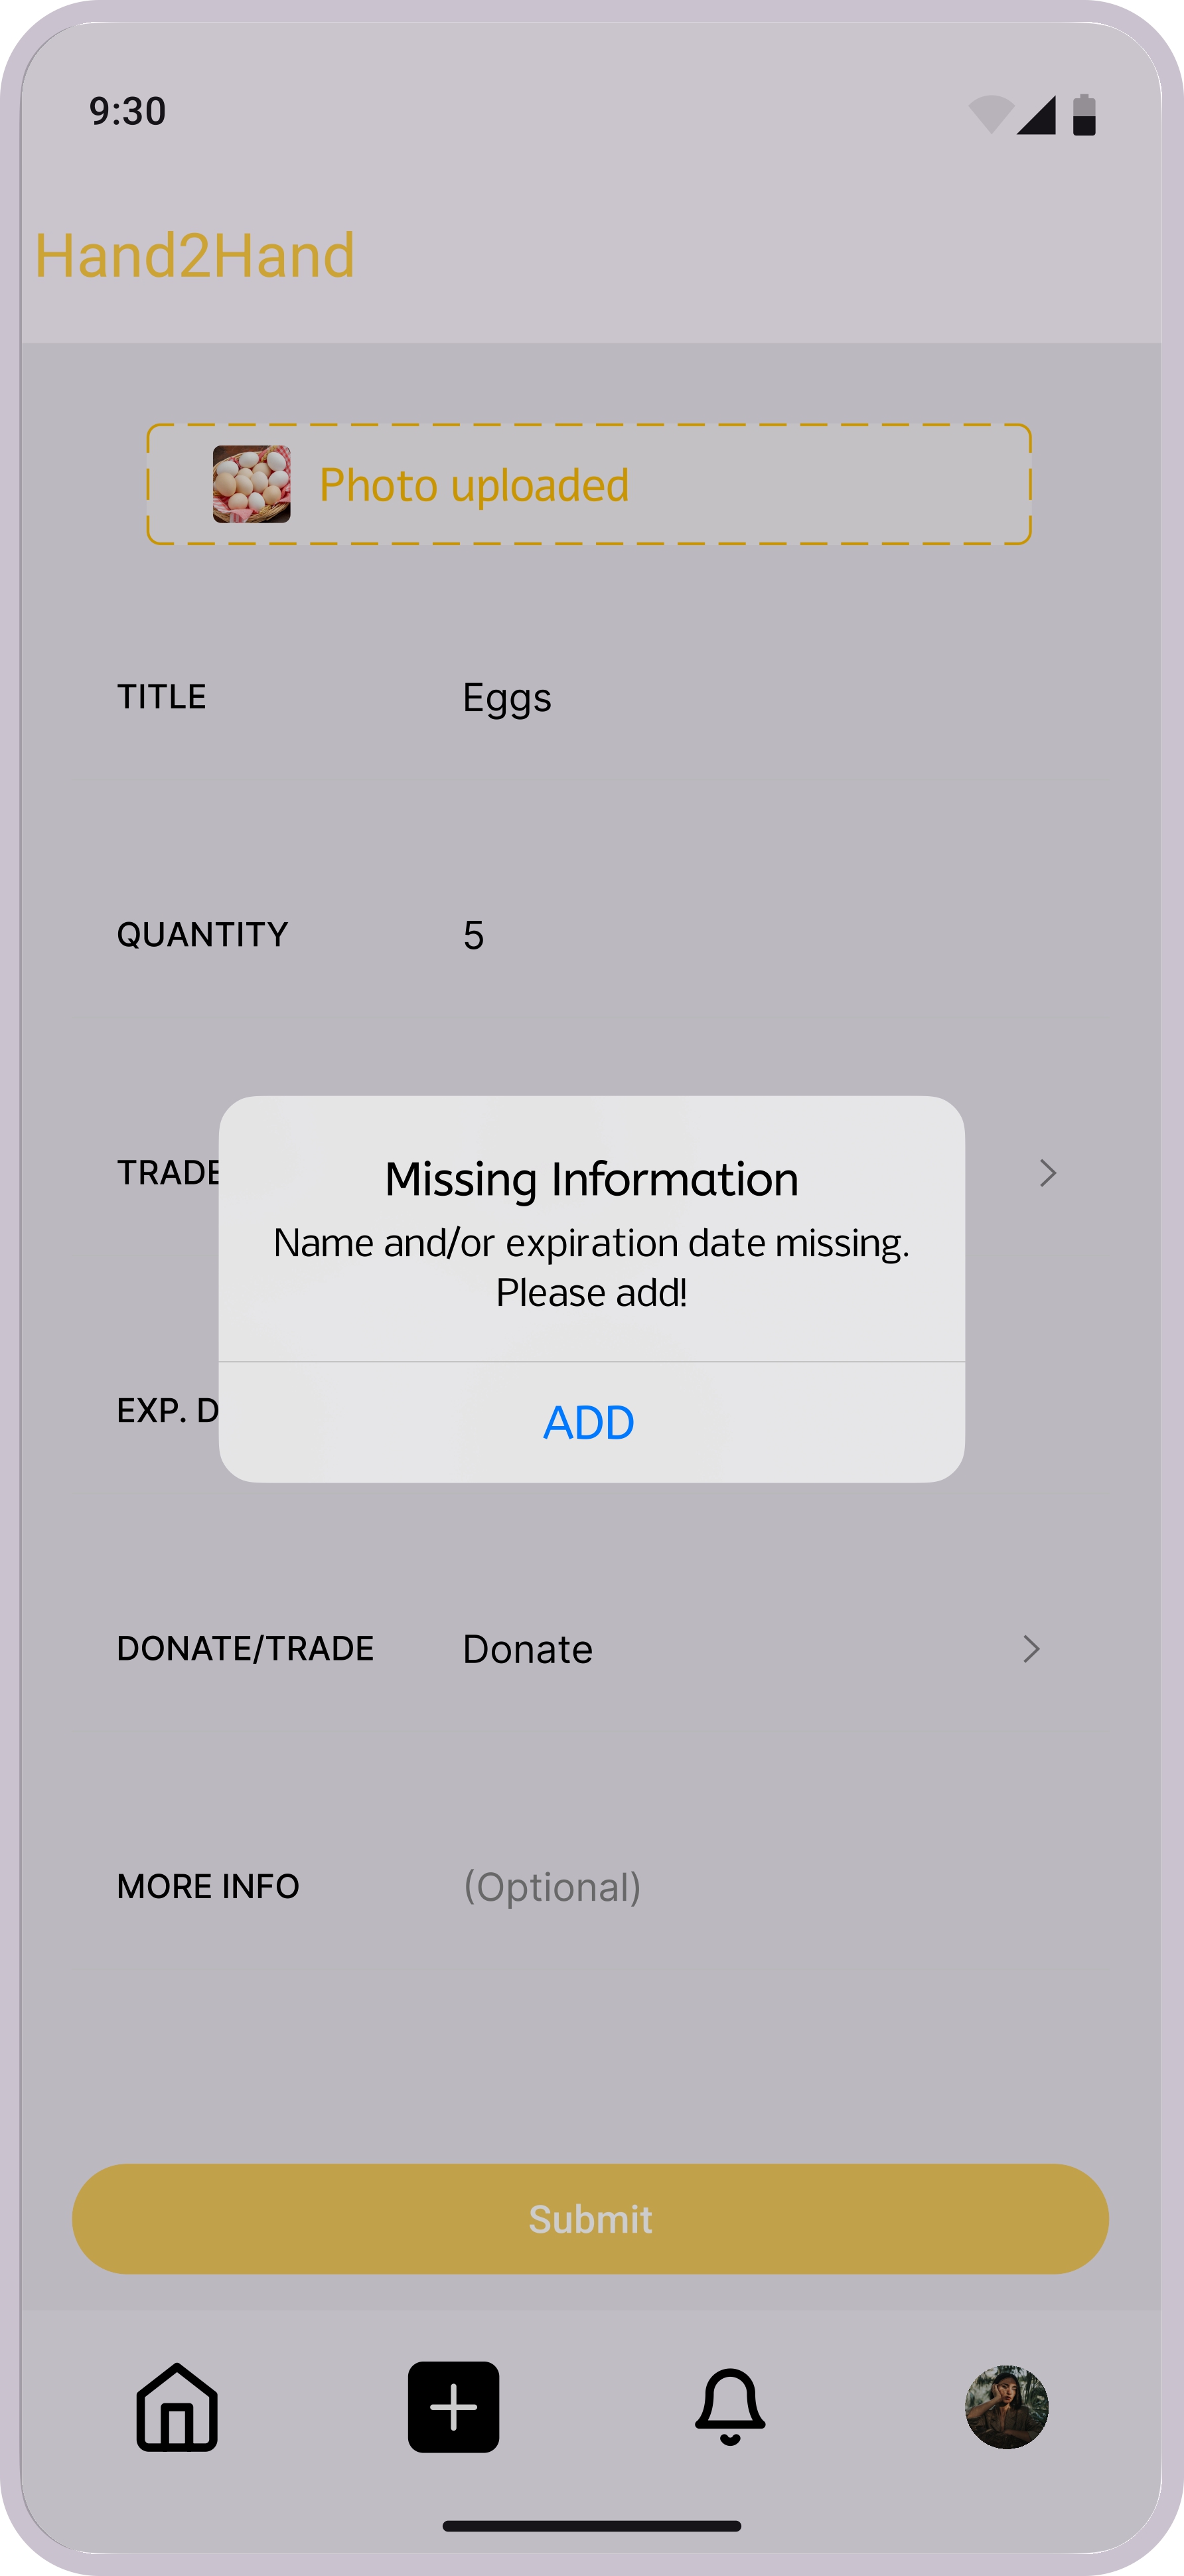 9:30
Hand2Hand
Photo uploaded
TITLE Eggs
QUANTITY 5
TRADE
Missing Information
Name and/or expiration date missing.
Please add!
EXP. D
ADD
DONATE/TRADE Donate
MORE INFO (Optional)
Submit